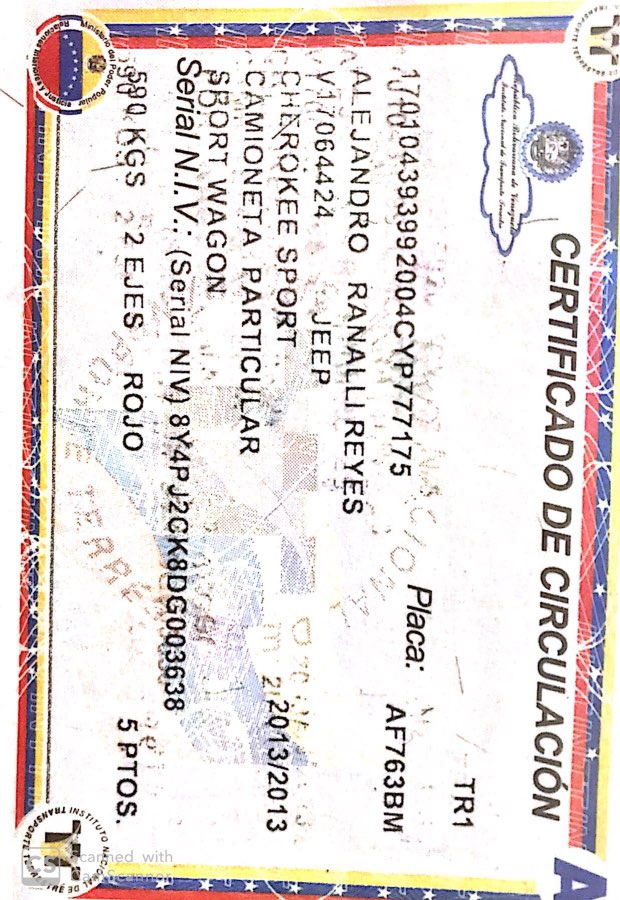 República Bolivariana de Venezuela
Instituto Nacional de Transporte Terrestre
CERTIFICADO DE CIRCULACIÓN
A
TR1
170104393992004CYP777175 Placa: AF763BM
ALEJANDRO RANALLI REYES
V17064424 JEEP
CHEROKEE SPORT 2013/2013
CAMIONETA PARTICULAR
SPORT WAGON
Serial N.I.V.: (Serial NIV) 8Y4PJ2CK8DG003638
590 KGS 2 EJES ROJO 5 PTOS.
Ministerio del Poder Popular
INSTITUTO NACIONAL DE TRANSPORTE
CS Scanned with
CamScanner